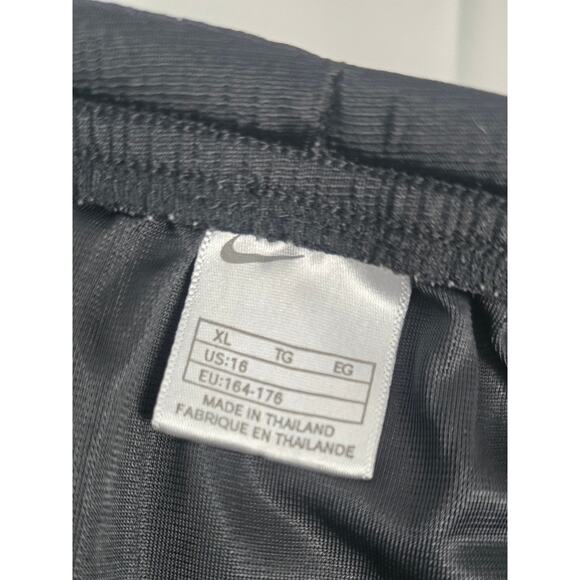 XL TG EG
US:16
EU:164-176
MADE IN THAILAND
FABRIQUE EN THAILANDE